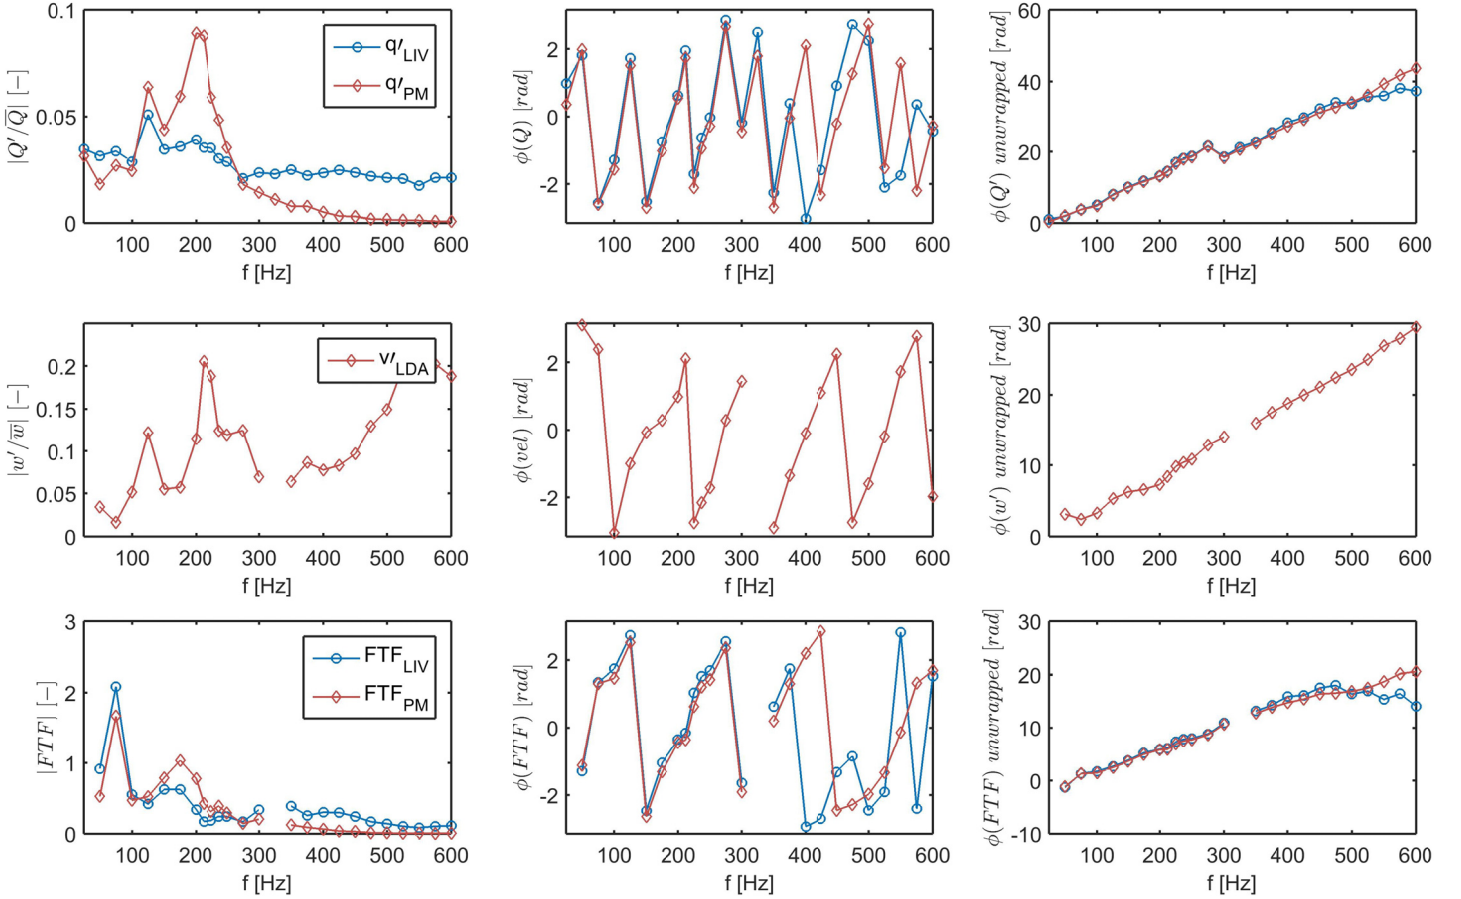 0.1
0.05
0
|Q′/Q̅| [−]
q′LIV
q′PM
100 200 300 400 500 600
f [Hz]
2
0
-2
ϕ(Q) [rad]
100 200 300 400 500 600
f [Hz]
60
40
20
0
ϕ(Q′) unwrapped [rad]
100 200 300 400 500 600
f [Hz]
0.2
0.15
0.1
0.05
0
|w′/w̅| [−]
v′LDA
100 200 300 400 500 600
f [Hz]
2
0
-2
ϕ(vel) [rad]
100 200 300 400 500 600
f [Hz]
30
20
10
0
ϕ(w′) unwrapped [rad]
100 200 300 400 500 600
f [Hz]
3
2
1
0
|FTF| [−]
FTFLIV
FTFPM
100 200 300 400 500 600
f [Hz]
2
0
-2
ϕ(FTF) [rad]
100 200 300 400 500 600
f [Hz]
30
20
10
0
-10
ϕ(FTF) unwrapped [rad]
100 200 300 400 500 600
f [Hz]